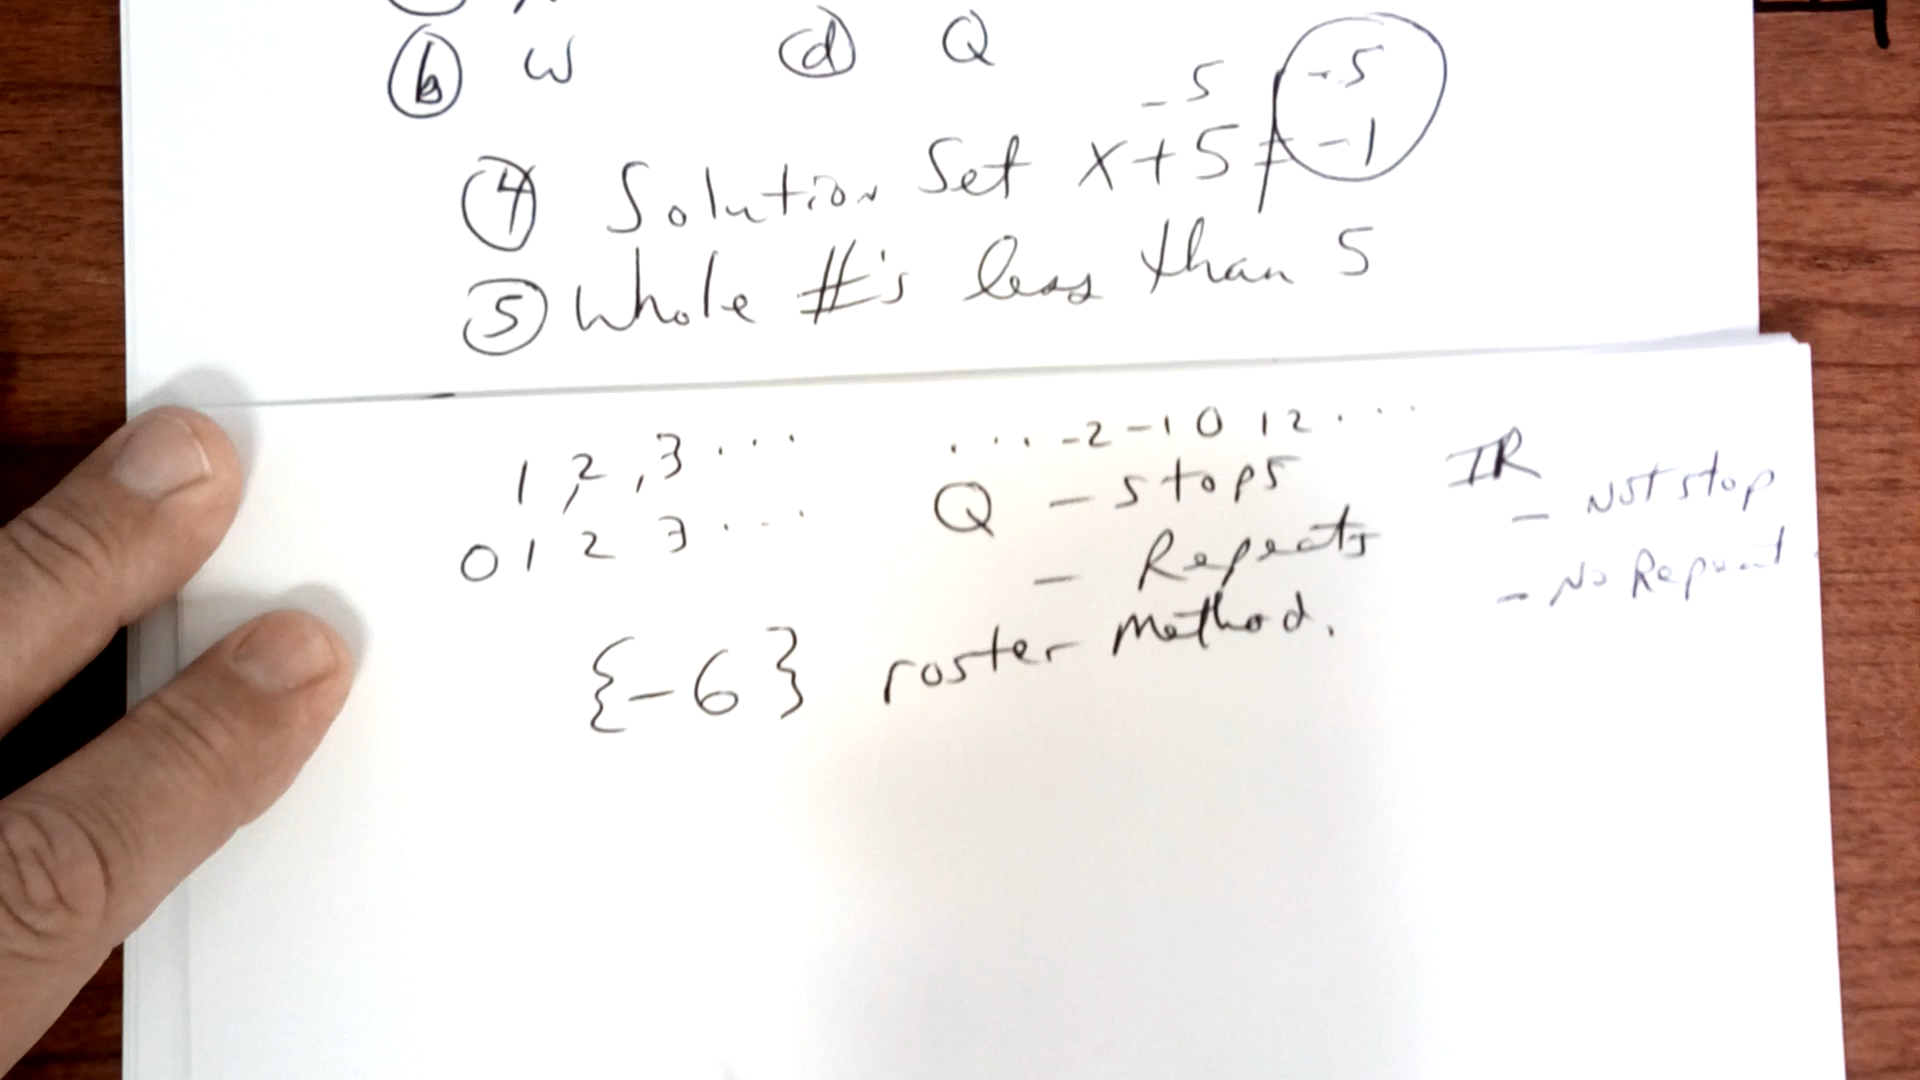 b W d Q
-5 -5
4 Solution Set x+5=-1
5 Whole #'s less than 5
1, 2, 3 ...
0 1 2 3 ...
... -2 -1 0 1 2 ...
Q - stops
- Repeats
IR
- Not stop
- No Repeat
{-6} roster method.